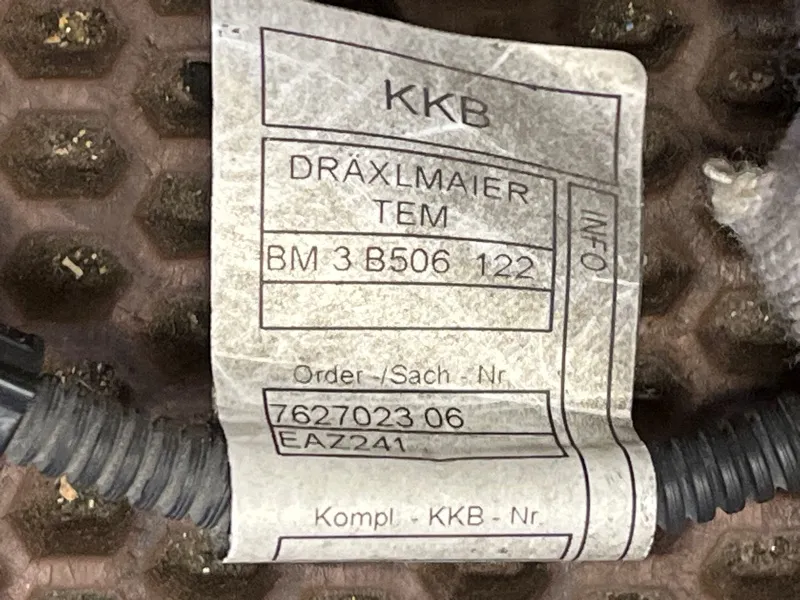 KKB
DRÄXLMAIER
TEM
BM 3 B506 122
INFO
Order -/Sach - Nr
7627023 06
EAZ241
Kompl - KKB - Nr